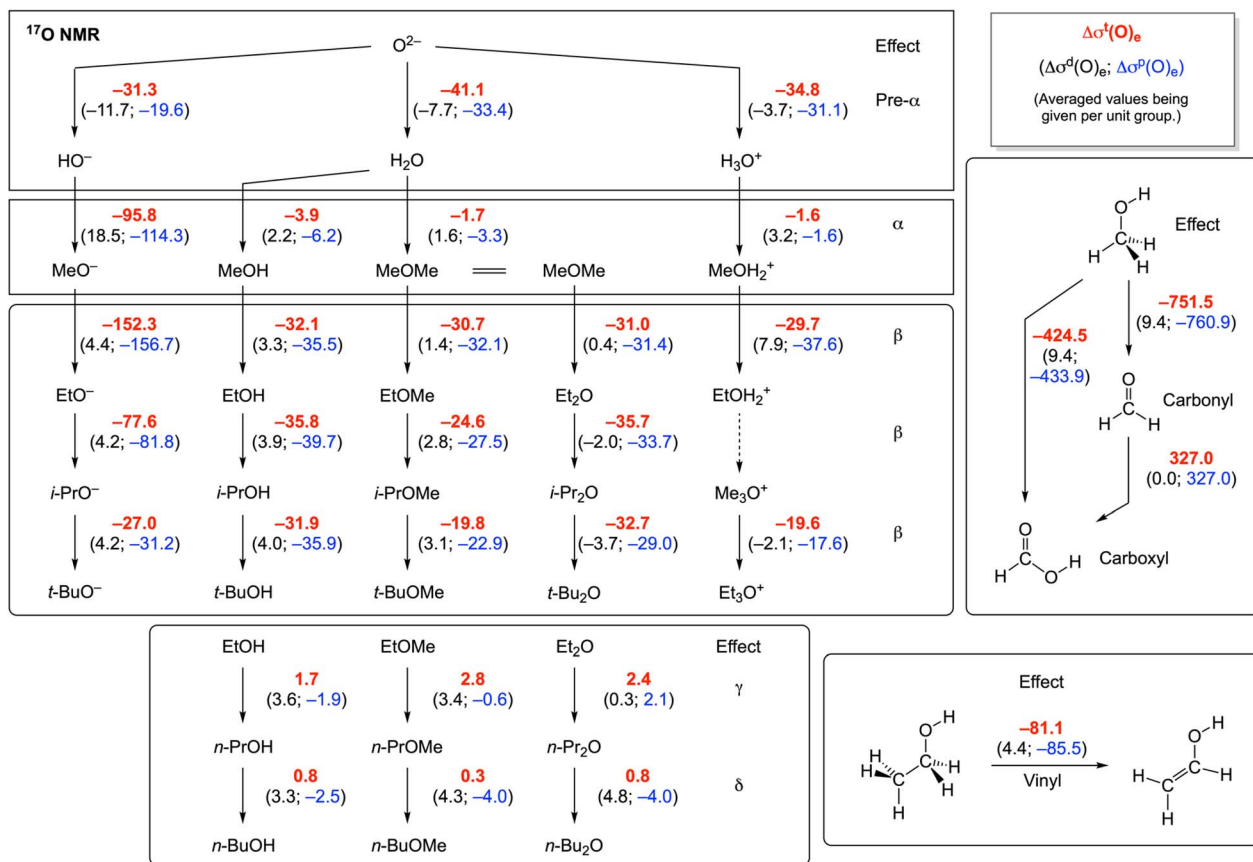 ¹⁷O NMR
O²⁻
Effect
–31.3
(–11.7; –19.6)
–41.1
(–7.7; –33.4)
–34.8
(–3.7; –31.1)
Pre-α
HO⁻
H₂O
H₃O⁺
–95.8
(18.5; –114.3)
–3.9
(2.2; –6.2)
–1.7
(1.6; –3.3)
–1.6
(3.2; –1.6)
α
MeO⁻
MeOH
MeOMe
MeOMe
MeOH₂⁺
–152.3
(4.4; –156.7)
–32.1
(3.3; –35.5)
–30.7
(1.4; –32.1)
–31.0
(0.4; –31.4)
–29.7
(7.9; –37.6)
β
EtO⁻
EtOH
EtOMe
Et₂O
EtOH₂⁺
–77.6
(4.2; –81.8)
–35.8
(3.9; –39.7)
–24.6
(2.8; –27.5)
–35.7
(–2.0; –33.7)
β
i-PrO⁻
i-PrOH
i-PrOMe
i-Pr₂O
Me₃O⁺
–27.0
(4.2; –31.2)
–31.9
(4.0; –35.9)
–19.8
(3.1; –22.9)
–32.7
(–3.7; –29.0)
–19.6
(–2.1; –17.6)
β
t-BuO⁻
t-BuOH
t-BuOMe
t-Bu₂O
Et₃O⁺
EtOH
EtOMe
Et₂O
Effect
1.7
(3.6; –1.9)
2.8
(3.4; –0.6)
2.4
(0.3; 2.1)
γ
n-PrOH
n-PrOMe
n-Pr₂O
0.8
(3.3; –2.5)
0.3
(4.3; –4.0)
0.8
(4.8; –4.0)
δ
n-BuOH
n-BuOMe
n-Bu₂O
Δσᵗ(O)ₑ
(Δσᵈ(O)ₑ; Δσᵖ(O)ₑ)
(Averaged values being
given per unit group.)
O H
Effect
H C H
H
–751.5
(9.4; –760.9)
–424.5
(9.4;
–433.9)
O
C
H H
Carbonyl
327.0
(0.0; 327.0)
O
H C O H
Carboxyl
Effect
–81.1
(4.4; –85.5)
Vinyl
H
O
H H C H
C H
H
H
O
H C C H
H